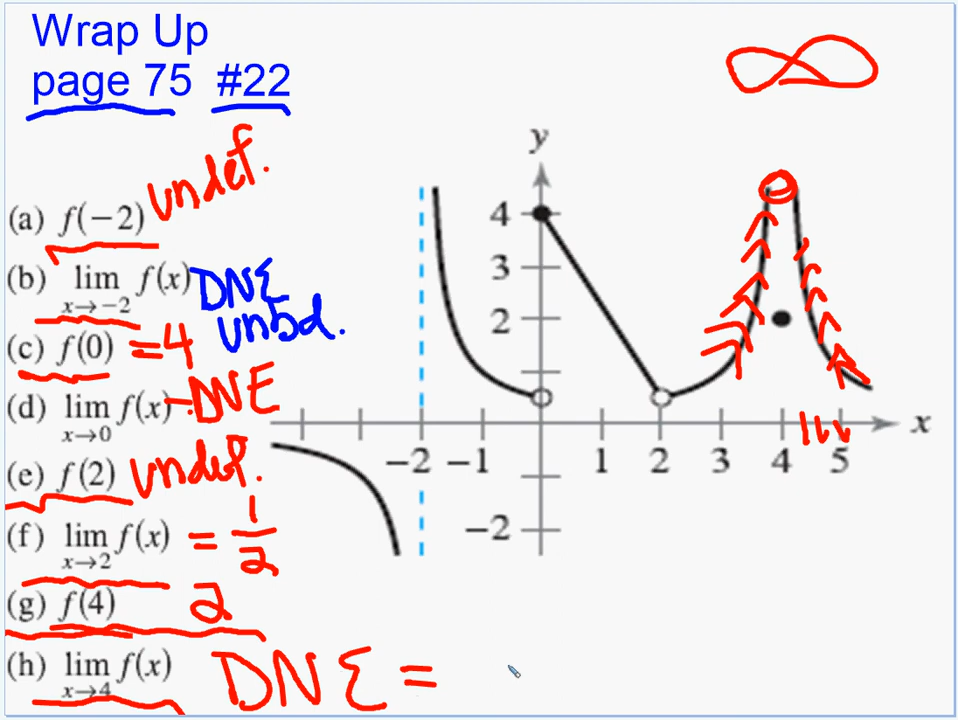 Wrap Up
page 75 #22
(a) f(−2) undef.
(b) lim f(x) DNE
x→−2
unbd.
(c) f(0) = 4
(d) lim f(x) - DNE
x→0
(e) f(2) undef.
(f) lim f(x) = 1/2
x→2
(g) f(4) 2
(h) lim f(x) DNE =
x→4
∞
y
4
3
2
−2 −1 1 2 3 4 5 x
−2